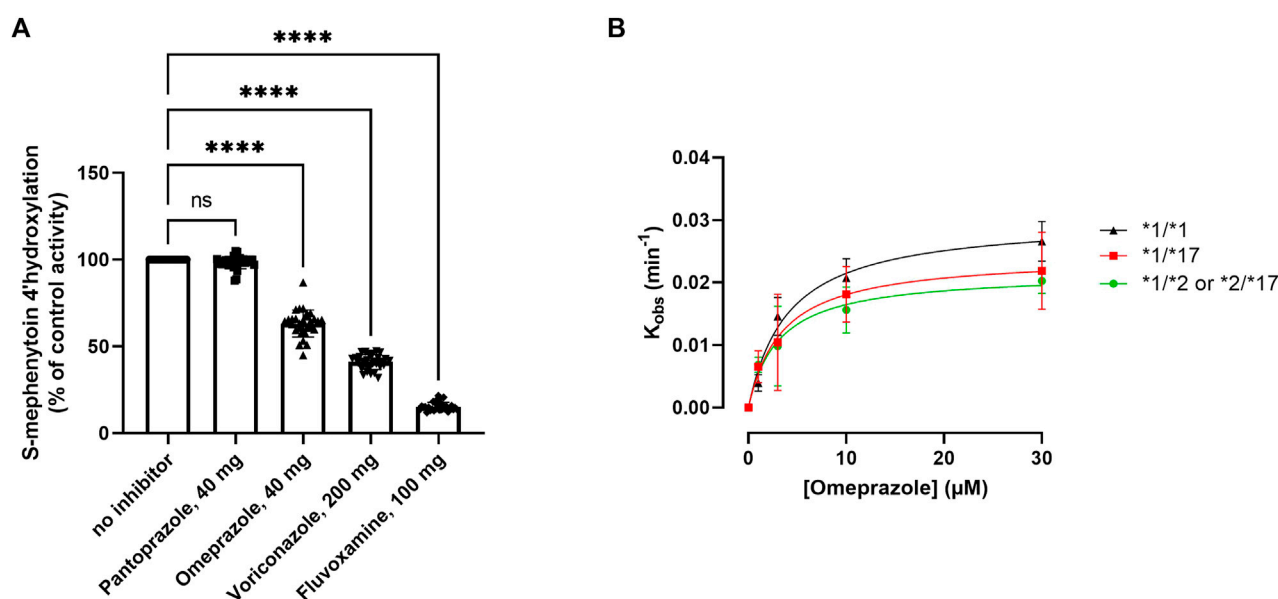 A
****
****
****
ns
S-mephenytoin 4'hydroxylation
(% of control activity)
150
100
50
0
no inhibitor
Pantoprazole, 40 mg
Omeprazole, 40 mg
Voriconazole, 200 mg
Fluvoxamine, 100 mg
B
K_obs (min⁻¹)
0.04
0.03
0.02
0.01
0.00
0
10
20
30
[Omeprazole] (µM)
*1/*1
*1/*17
*1/*2 or *2/*17